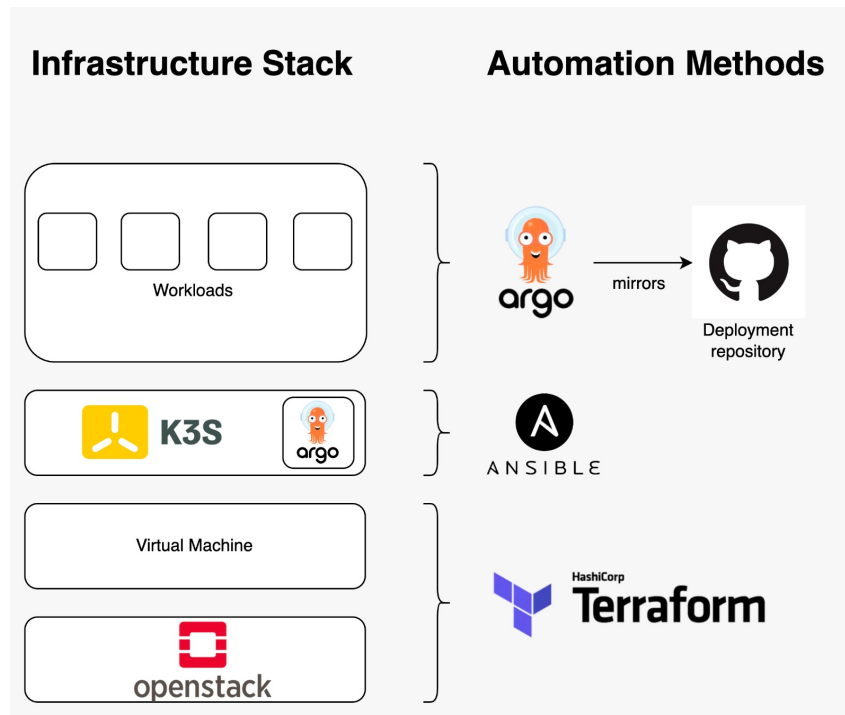 Infrastructure Stack
Automation Methods
Workloads
argo
mirrors
Deployment
repository
K3S
argo
ANSIBLE
Virtual Machine
HashiCorp
Terraform
openstack